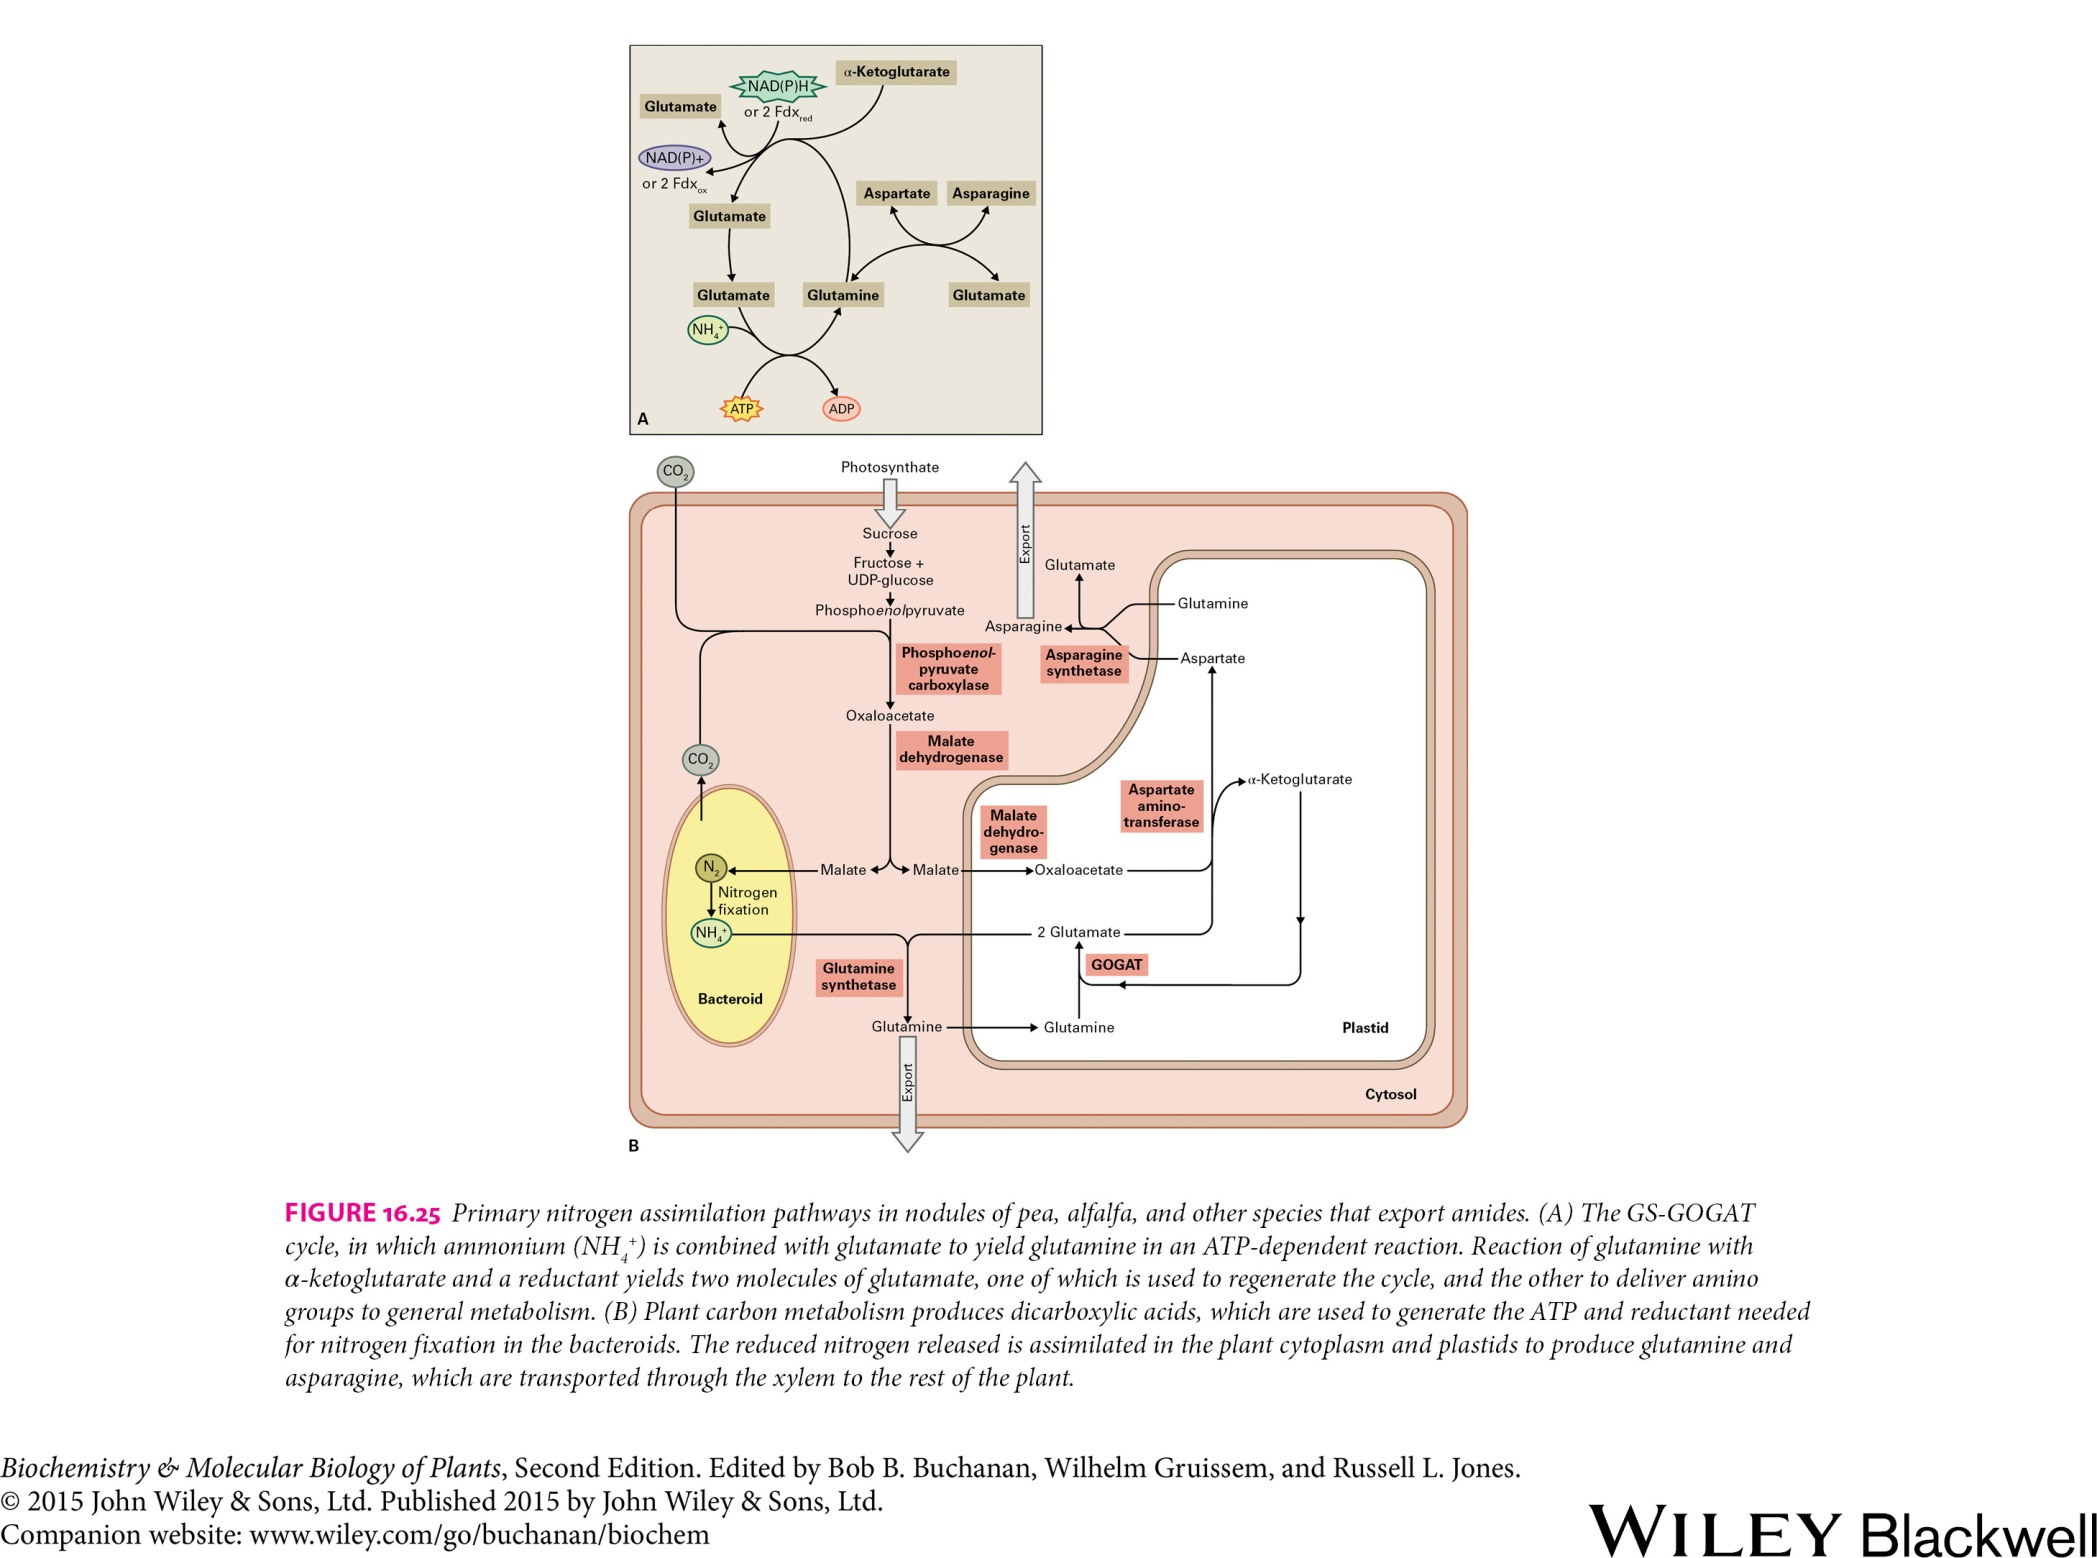 α-Ketoglutarate
NAD(P)H
or 2 Fdxred
Glutamate
NAD(P)+
or 2 Fdxox
Glutamate
Aspartate
Asparagine
Glutamate
Glutamine
Glutamate
NH4+
ATP
ADP
A
CO2
Photosynthate
Export
Sucrose
Fructose +
UDP-glucose
Phosphoenolpyruvate
Glutamate
Glutamine
Asparagine
Phosphoenol-
pyruvate
carboxylase
Asparagine
synthetase
Aspartate
Oxaloacetate
Malate
dehydrogenase
CO2
α-Ketoglutarate
Aspartate
amino-
transferase
Malate
dehydro-
genase
N2
Malate
Malate
Oxaloacetate
Nitrogen
fixation
NH4+
2 Glutamate
GOGAT
Glutamine
synthetase
Bacteroid
Glutamine
Glutamine
Plastid
Export
Cytosol
B
FIGURE 16.25 Primary nitrogen assimilation pathways in nodules of pea, alfalfa, and other species that export amides. (A) The GS-GOGAT
cycle, in which ammonium (NH4+) is combined with glutamate to yield glutamine in an ATP-dependent reaction. Reaction of glutamine with
α-ketoglutarate and a reductant yields two molecules of glutamate, one of which is used to regenerate the cycle, and the other to deliver amino
groups to general metabolism. (B) Plant carbon metabolism produces dicarboxylic acids, which are used to generate the ATP and reductant needed
for nitrogen fixation in the bacteroids. The reduced nitrogen released is assimilated in the plant cytoplasm and plastids to produce glutamine and
asparagine, which are transported through the xylem to the rest of the plant.
Biochemistry & Molecular Biology of Plants, Second Edition. Edited by Bob B. Buchanan, Wilhelm Gruissem, and Russell L. Jones.
© 2015 John Wiley & Sons, Ltd. Published 2015 by John Wiley & Sons, Ltd.
Companion website: www.wiley.com/go/buchanan/biochem
WILEY Blackwell